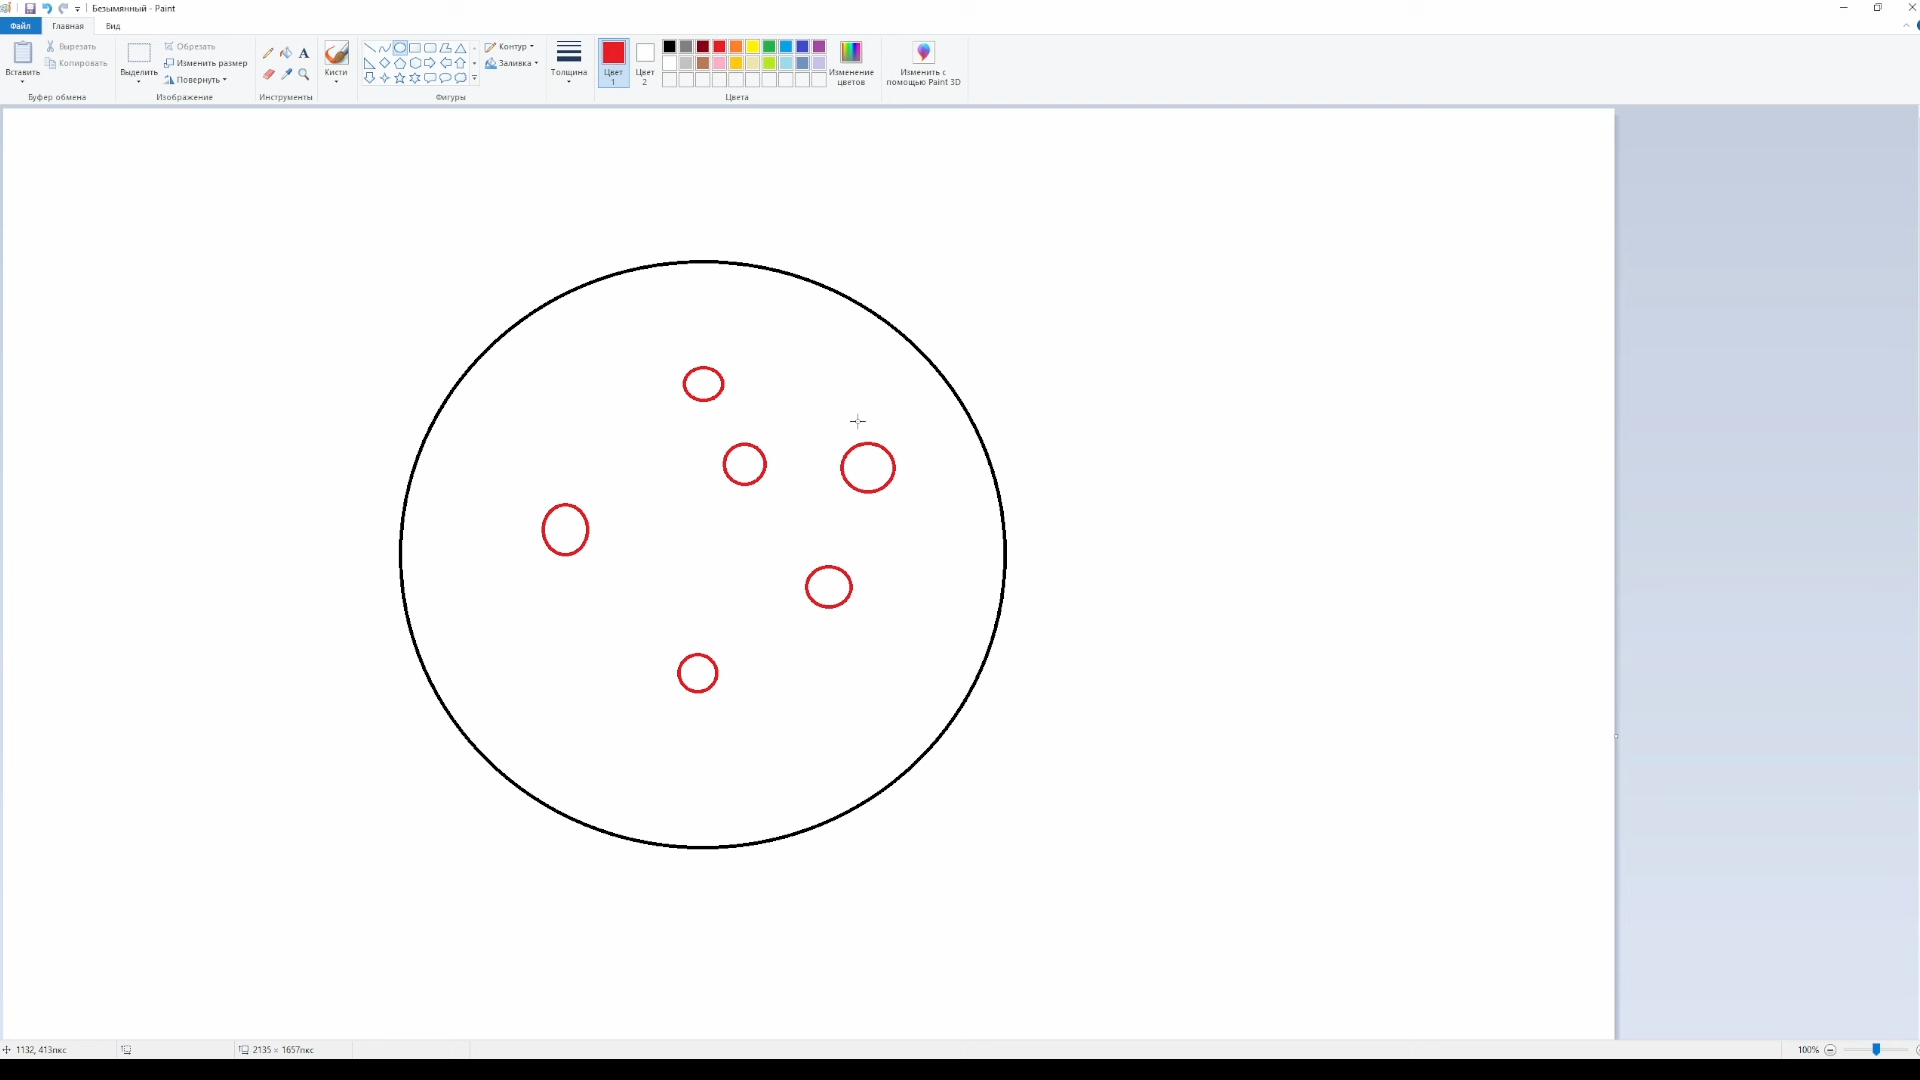 Безымянный - Paint
Файл Главная Вид
Вставить
Вырезать
Копировать
Буфер обмена
Выделить
Обрезать
Изменить размер
Повернуть
Изображение
A
Инструменты
Кисти
Контур
Заливка
Фигуры
Толщина
Цвет
1
Цвет
2
Изменение
цветов
Цвета
Изменить с
помощью Paint 3D
1132, 413пкс
2135 × 1657пкс
100%